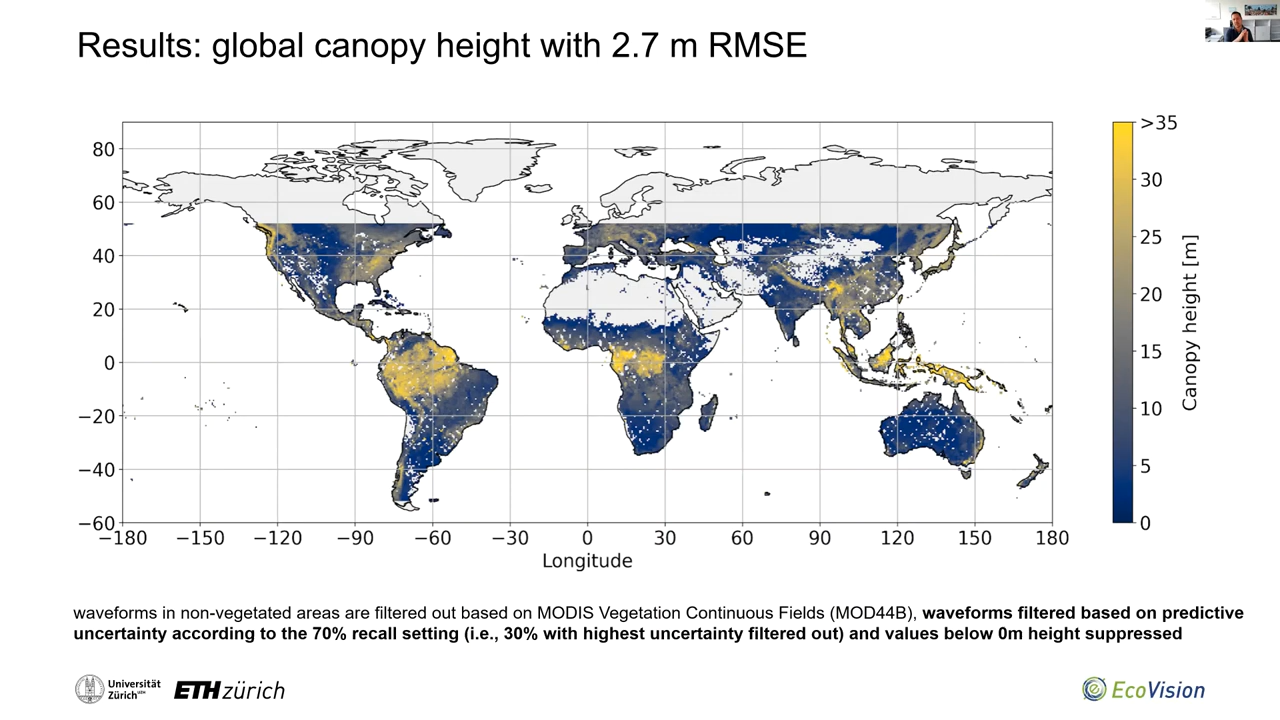 Results: global canopy height with 2.7 m RMSE
80
60
40
20
0
−20
−40
−60
−180 −150 −120 −90 −60 −30 0 30 60 90 120 150 180
Longitude
>35
30
25
20
15
10
5
0
Canopy height [m]
waveforms in non-vegetated areas are filtered out based on MODIS Vegetation Continuous Fields (MOD44B), waveforms filtered based on predictive
uncertainty according to the 70% recall setting (i.e., 30% with highest uncertainty filtered out) and values below 0m height suppressed
Universität
Zürich UZH
ETH zürich
EcoVision